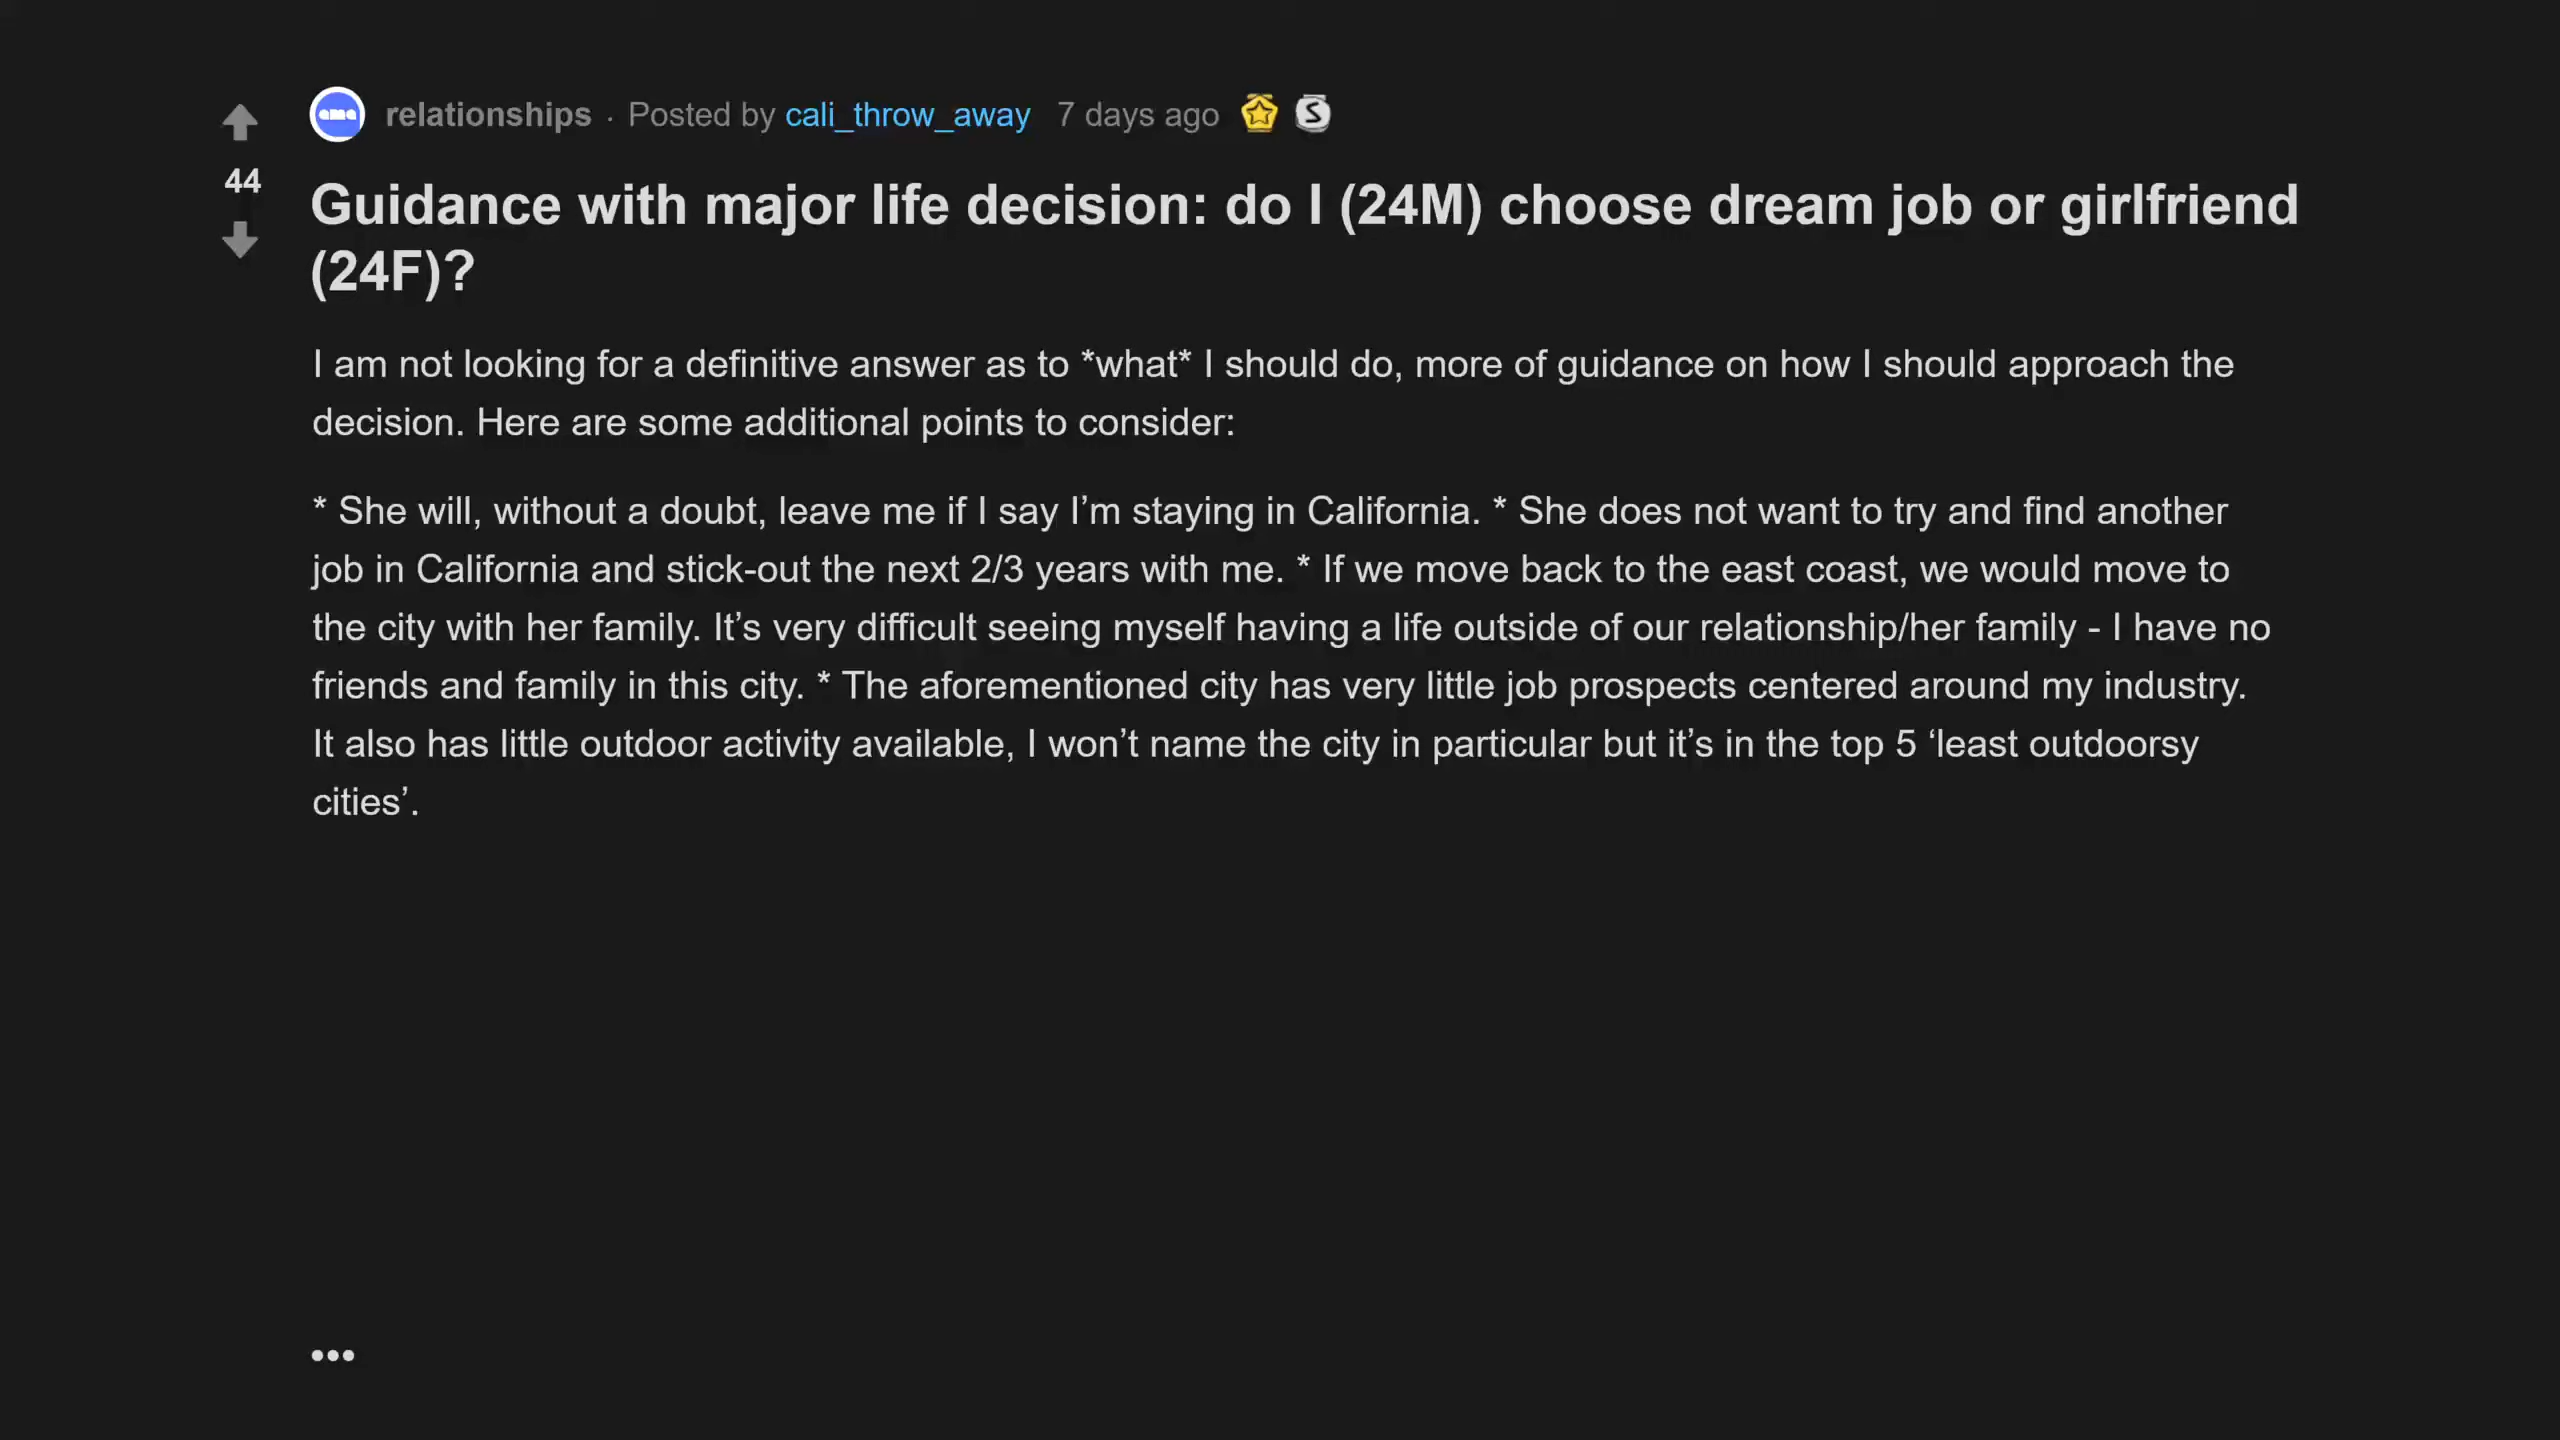 relationships · Posted by cali_throw_away 7 days ago
44
Guidance with major life decision: do I (24M) choose dream job or girlfriend
(24F)?
I am not looking for a definitive answer as to *what* I should do, more of guidance on how I should approach the
decision. Here are some additional points to consider:
* She will, without a doubt, leave me if I say I’m staying in California. * She does not want to try and find another
job in California and stick-out the next 2/3 years with me. * If we move back to the east coast, we would move to
the city with her family. It’s very difficult seeing myself having a life outside of our relationship/her family - I have no
friends and family in this city. * The aforementioned city has very little job prospects centered around my industry.
It also has little outdoor activity available, I won’t name the city in particular but it’s in the top 5 ‘least outdoorsy
cities’.